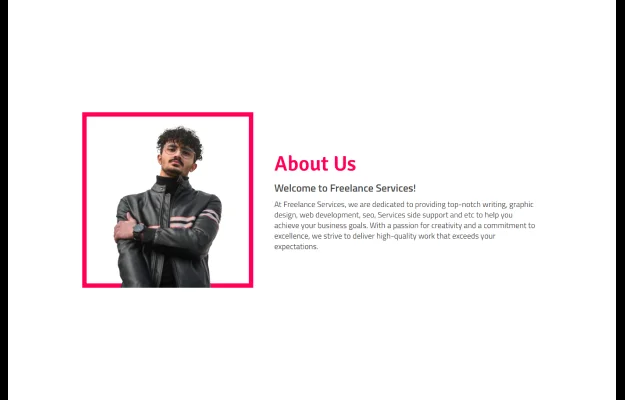 About Us
Welcome to Freelance Services!
At Freelance Services, we are dedicated to providing top-notch writing, graphic
design, web development, seo, Services side support and etc to help you
achieve your business goals. With a passion for creativity and a commitment to
excellence, we strive to deliver high-quality work that exceeds your
expectations.